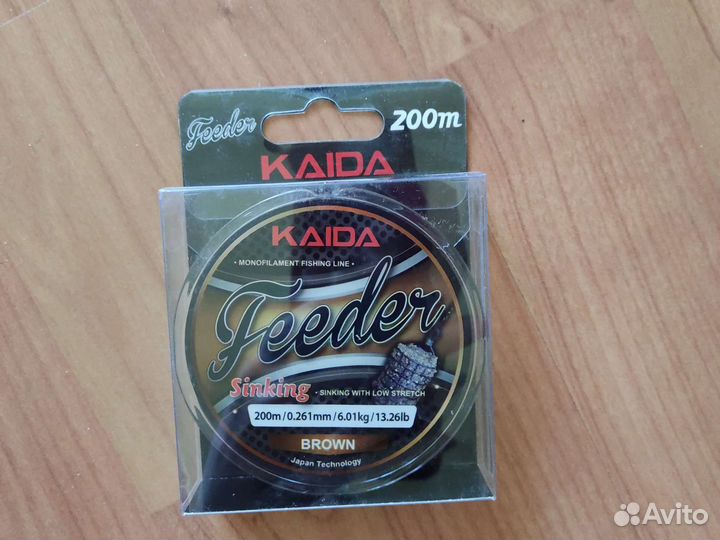 Feeder
200m
KAIDA
KAIDA
• MONOFILAMENT FISHING LINE •
Feeder
Sinking
• SINKING WITH LOW STRETCH
200m/0.261mm/6.01kg/13.26lb
BROWN
Japan Technology
Avito